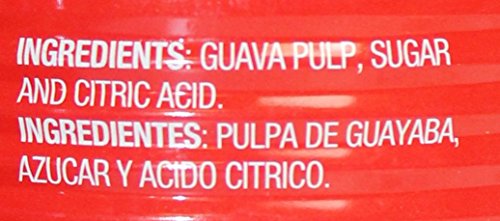 INGREDIENTS: GUAVA PULP, SUGAR
AND CITRIC ACID.
INGREDIENTES: PULPA DE GUAYABA,
AZUCAR Y ACIDO CITRICO.